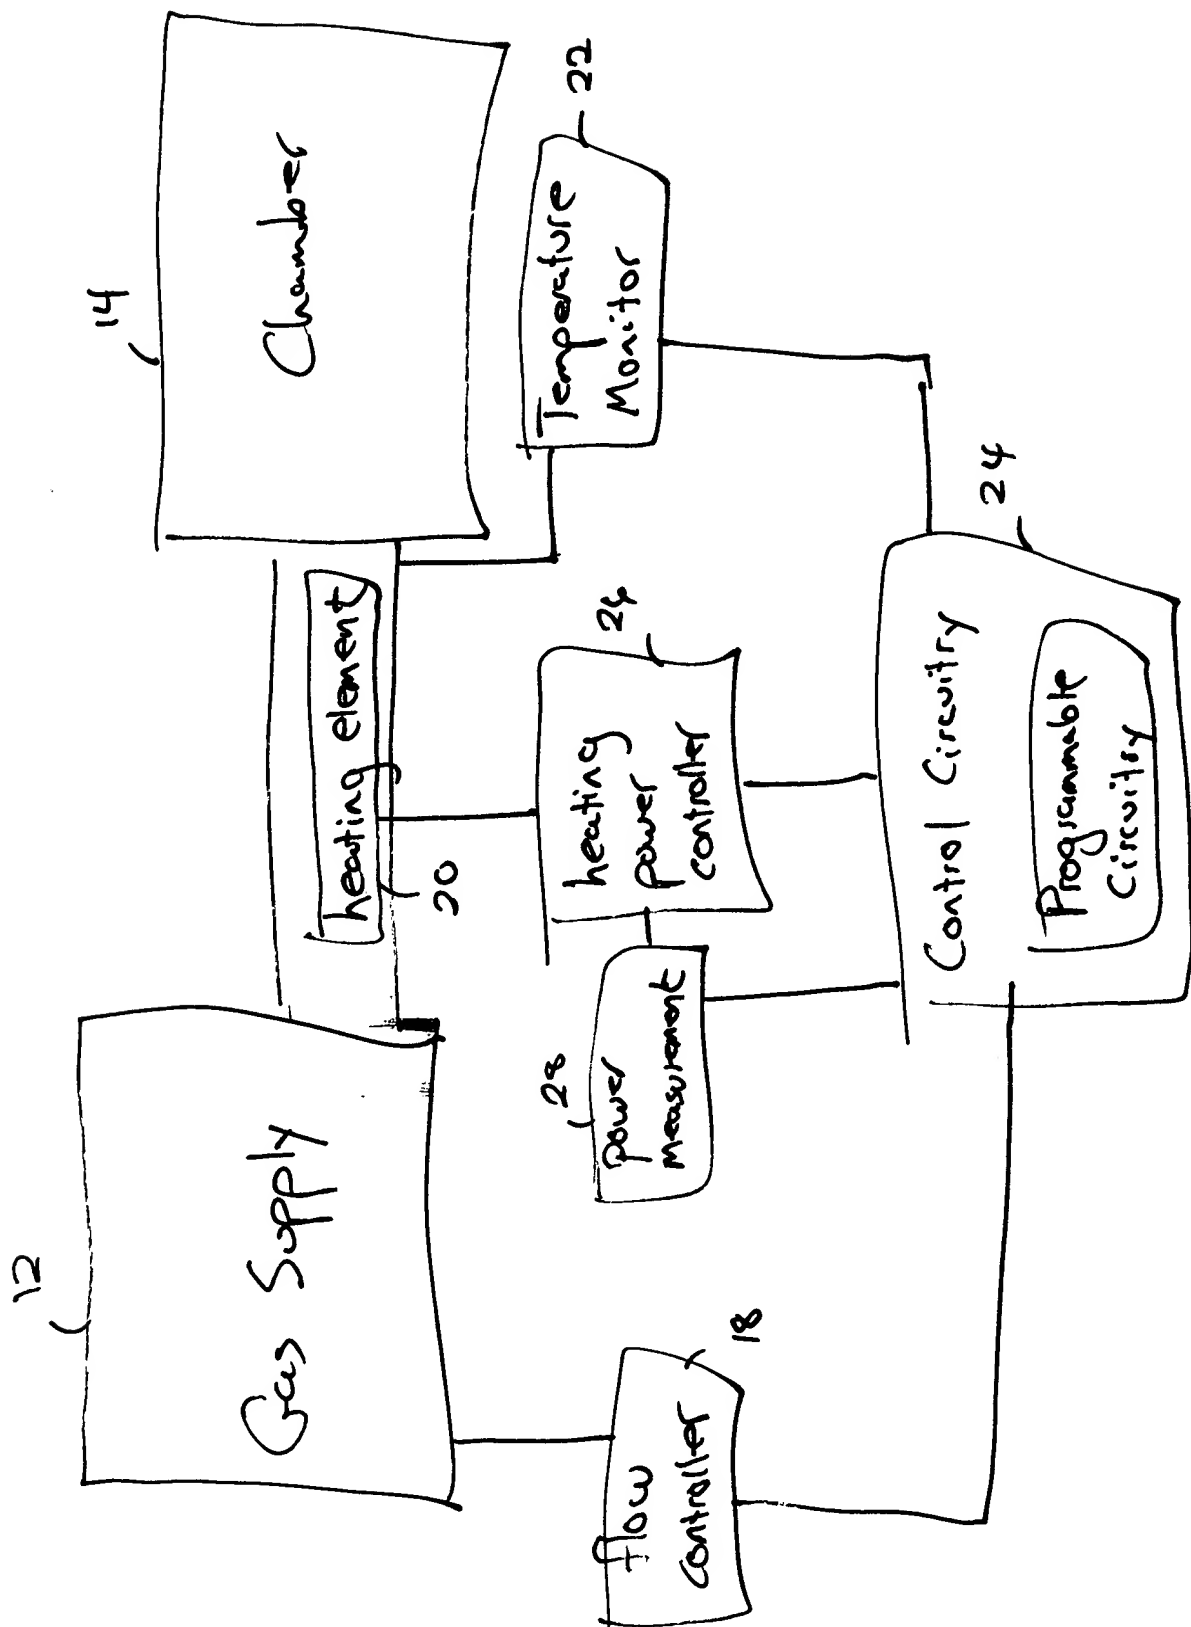 12
14
Gas Supply
Chamber
heating element
20
22
Temperature
Monitor
28
Power
Measurement
26
heating
power
controller
18
flow
controller
24
Control Circuitry
Programmable
Circuitry